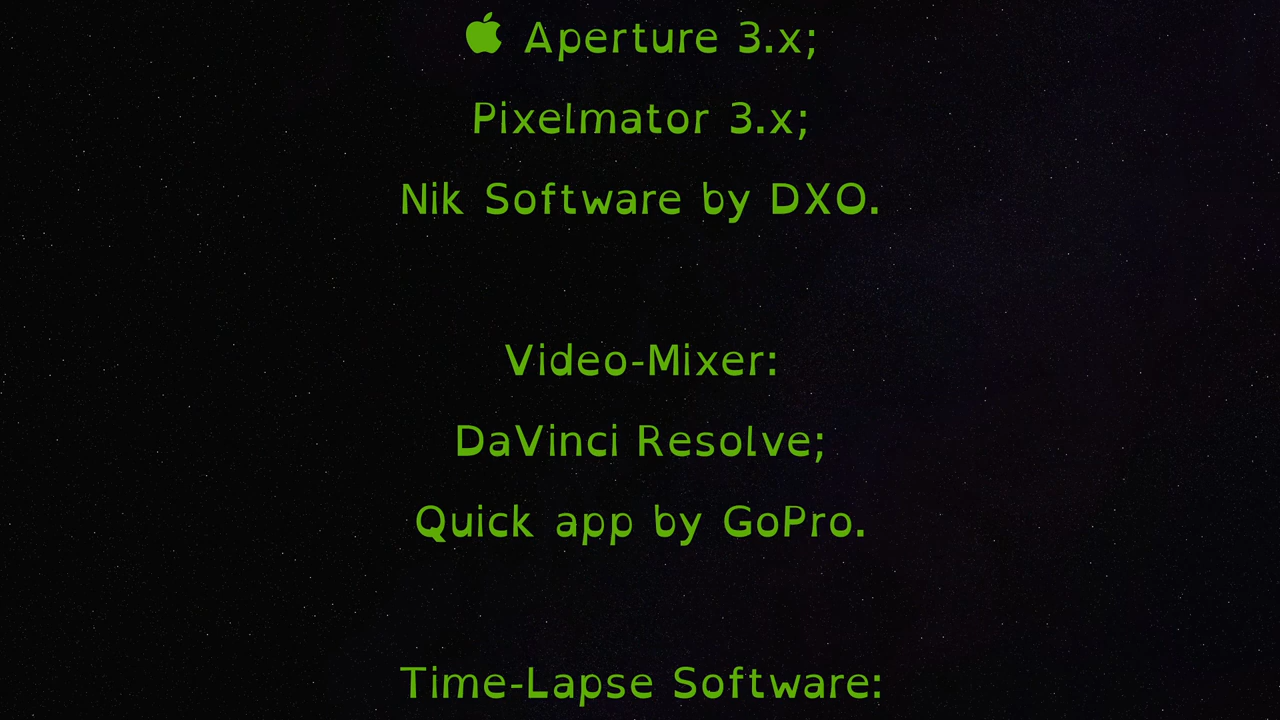 Aperture 3.x;
Pixelmator 3.x;
Nik Software by DXO.
Video-Mixer:
DaVinci Resolve;
Quick app by GoPro.
Time-Lapse Software: